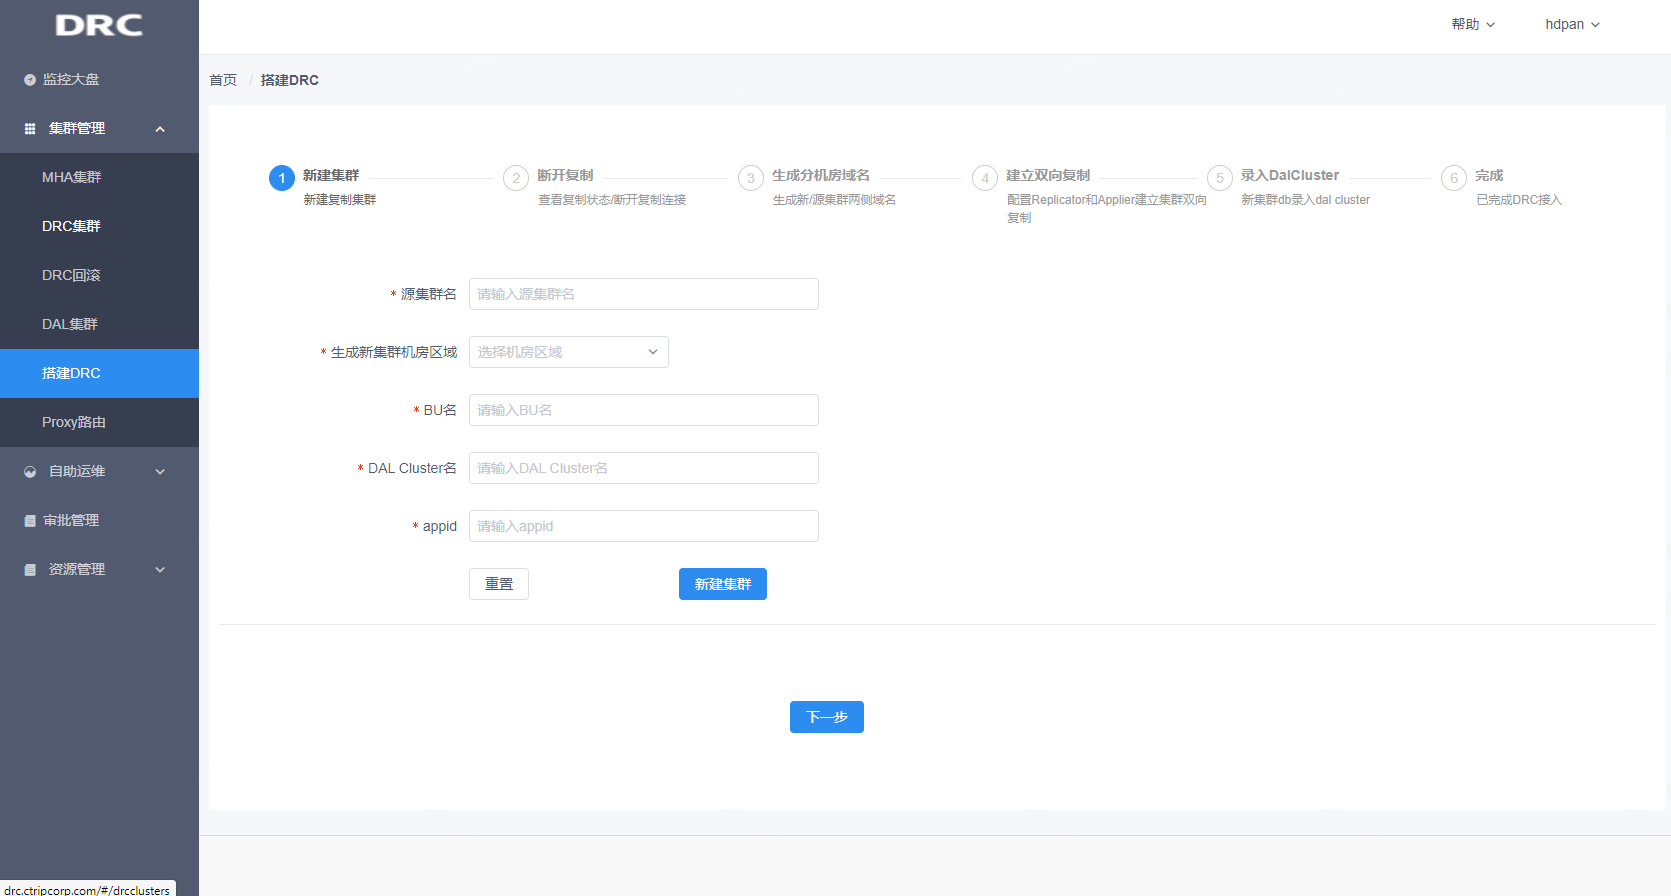 DRC
帮助
hdpan
监控大盘
集群管理
MHA集群
DRC集群
DRC回滚
DAL集群
搭建DRC
Proxy路由
自助运维
审批管理
资源管理
首页 / 搭建DRC
1 新建集群
新建复制集群
2 断开复制
查看复制状态/断开复制连接
3 生成分机房域名
生成新/源集群两侧域名
4 建立双向复制
配置Replicator和Applier建立集群双向
复制
5 录入DalCluster
新集群db录入dal cluster
6 完成
已完成DRC接入
* 源集群名 请输入源集群名
* 生成新集群机房区域 选择机房区域
* BU名 请输入BU名
* DAL Cluster名 请输入DAL Cluster名
* appid 请输入appid
重置 新建集群
下一步
drc.ctripcorp.com/#/drcclusters